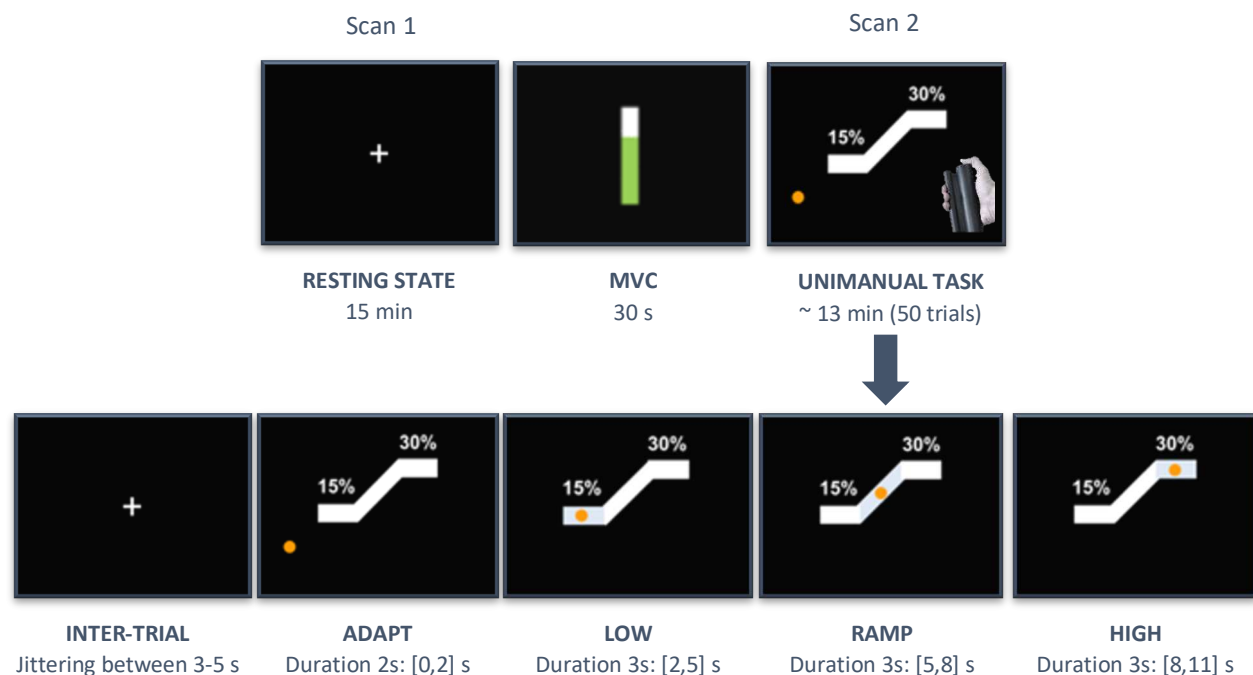 Scan 1
Scan 2
30%
15%
RESTING STATE
MVC
UNIMANUAL TASK
15 min
30 s
~ 13 min (50 trials)
30%
30%
30%
30%
15%
15%
15%
15%
INTER-TRIAL
ADAPT
LOW
RAMP
HIGH
Jittering between 3-5 s
Duration 2s: [0,2] s
Duration 3s: [2,5] s
Duration 3s: [5,8] s
Duration 3s: [8,11] s